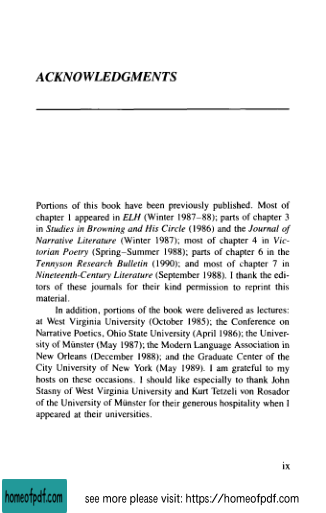 ACKNOWLEDGMENTS
Portions of this book have been previously published. Most of
chapter 1 appeared in ELH (Winter 1987–88); parts of chapter 3
in Studies in Browning and His Circle (1986) and the Journal of
Narrative Literature (Winter 1987); most of chapter 4 in Vic-
torian Poetry (Spring–Summer 1988); parts of chapter 6 in the
Tennyson Research Bulletin (1990); and most of chapter 7 in
Nineteenth-Century Literature (September 1988). I thank the edi-
tors of these journals for their kind permission to reprint this
material.
In addition, portions of the book were delivered as lectures:
at West Virginia University (October 1985); the Conference on
Narrative Poetics, Ohio State University (April 1986); the Univer-
sity of Münster (May 1987); the Modern Language Association in
New Orleans (December 1988); and the Graduate Center of the
City University of New York (May 1989). I am grateful to my
hosts on these occasions. I should like especially to thank John
Stasny of West Virginia University and Kurt Tetzeli von Rosador
of the University of Münster for their generous hospitality when I
appeared at their universities.
ix
homeofpdf.com
see more please visit: https://homeofpdf.com